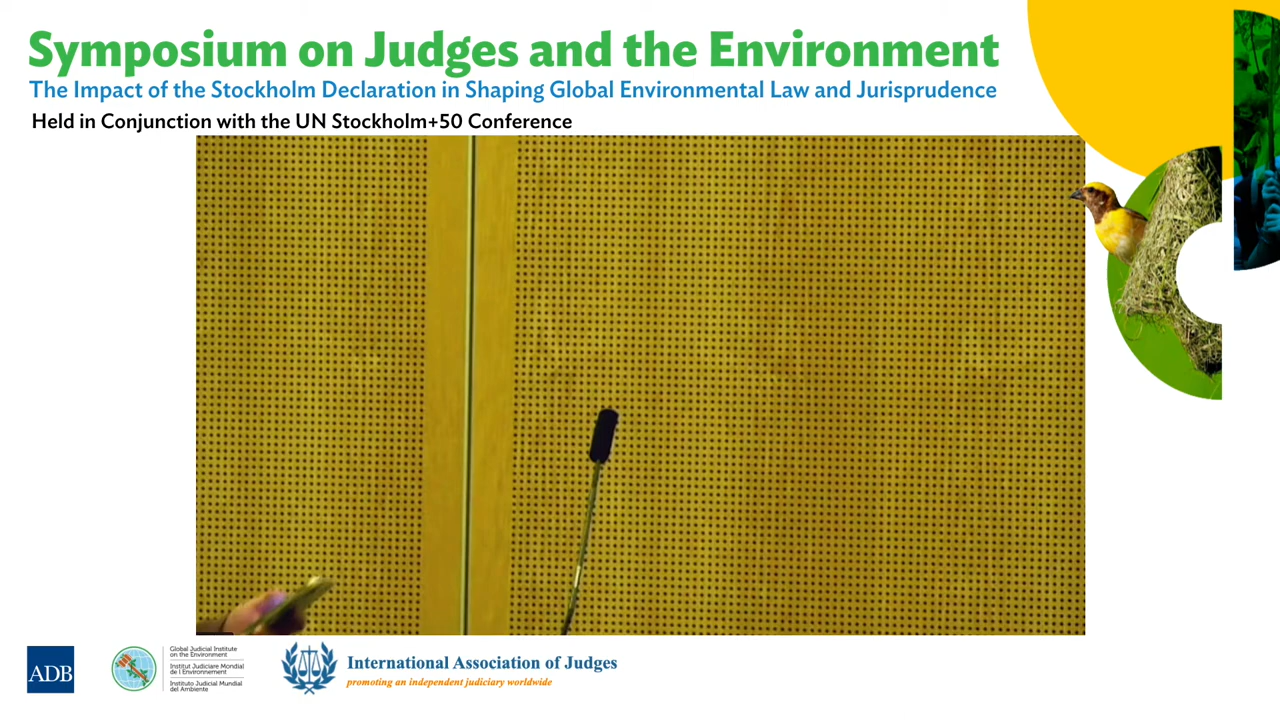 Symposium on Judges and the Environment
The Impact of the Stockholm Declaration in Shaping Global Environmental Law and Jurisprudence
Held in Conjunction with the UN Stockholm+50 Conference
ADB
Global Judicial Institute
on the Environment
Institut Judiciaire Mondial
de l'Environnement
Instituto Judicial Mundial
del Ambiente
International Association of Judges
promoting an independent judiciary worldwide